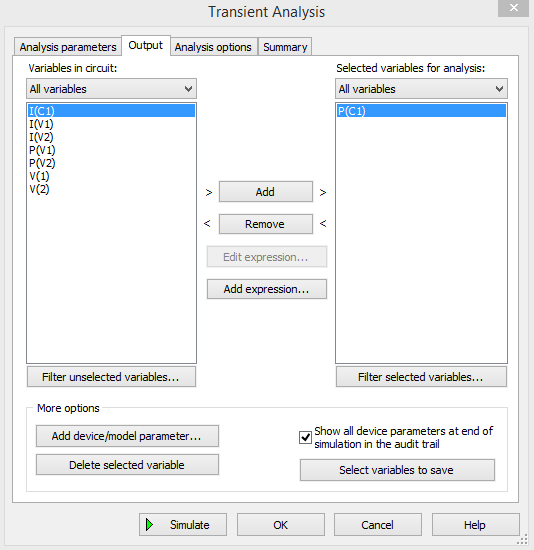 Transient Analysis
Analysis parameters Output Analysis options Summary
Variables in circuit:
All variables
I(C1)
I(V1)
I(V2)
P(V1)
P(V2)
V(1)
V(2)
Filter unselected variables...
> Add >
< Remove <
Edit expression...
Add expression...
Selected variables for analysis:
All variables
P(C1)
Filter selected variables...
More options
Add device/model parameter...
Delete selected variable
Show all device parameters at end of
simulation in the audit trail
Select variables to save
Simulate OK Cancel Help